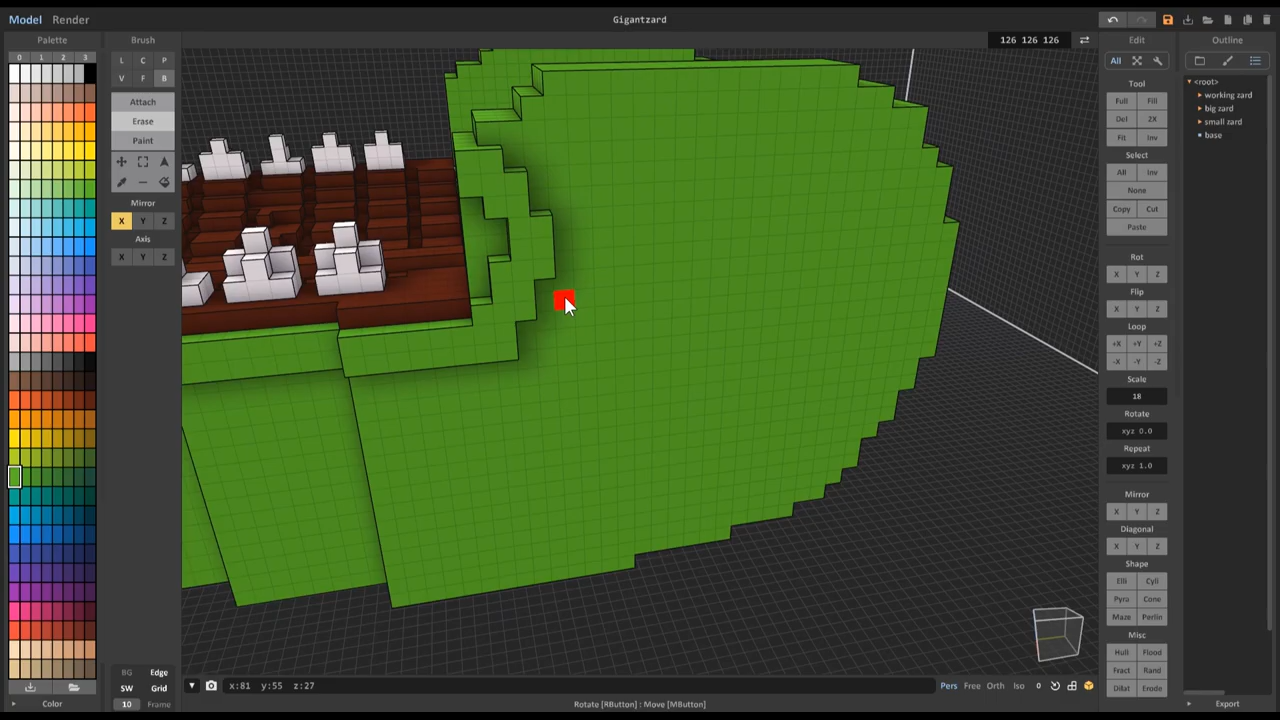 Model Render
Gigantzard
Palette
0 1 2 3
Color
Brush
L C P
V F B
Attach
Erase
Paint
Mirror
X Y Z
Axis
X Y Z
BG Edge
SW Grid
10 Frame
126 126 126
x:81 y:55 z:27
Pers Free Orth Iso 0
Rotate [RButton] : Move [MButton]
Edit
All
Tool
Full Fill
Del 2X
Fit Inv
Select
All Inv
None
Copy Cut
Paste
Rot
X Y Z
Flip
X Y Z
Loop
+X +Y +Z
-X -Y -Z
Scale
18
Rotate
xyz 0.0
Repeat
xyz 1.0
Mirror
X Y Z
Diagonal
X Y Z
Shape
Elli Cyli
Pyra Cone
Maze Perlin
Misc
Hull Flood
Fract Rand
Dilat Erode
Outline
<root>
working zard
big zard
small zard
base
Export